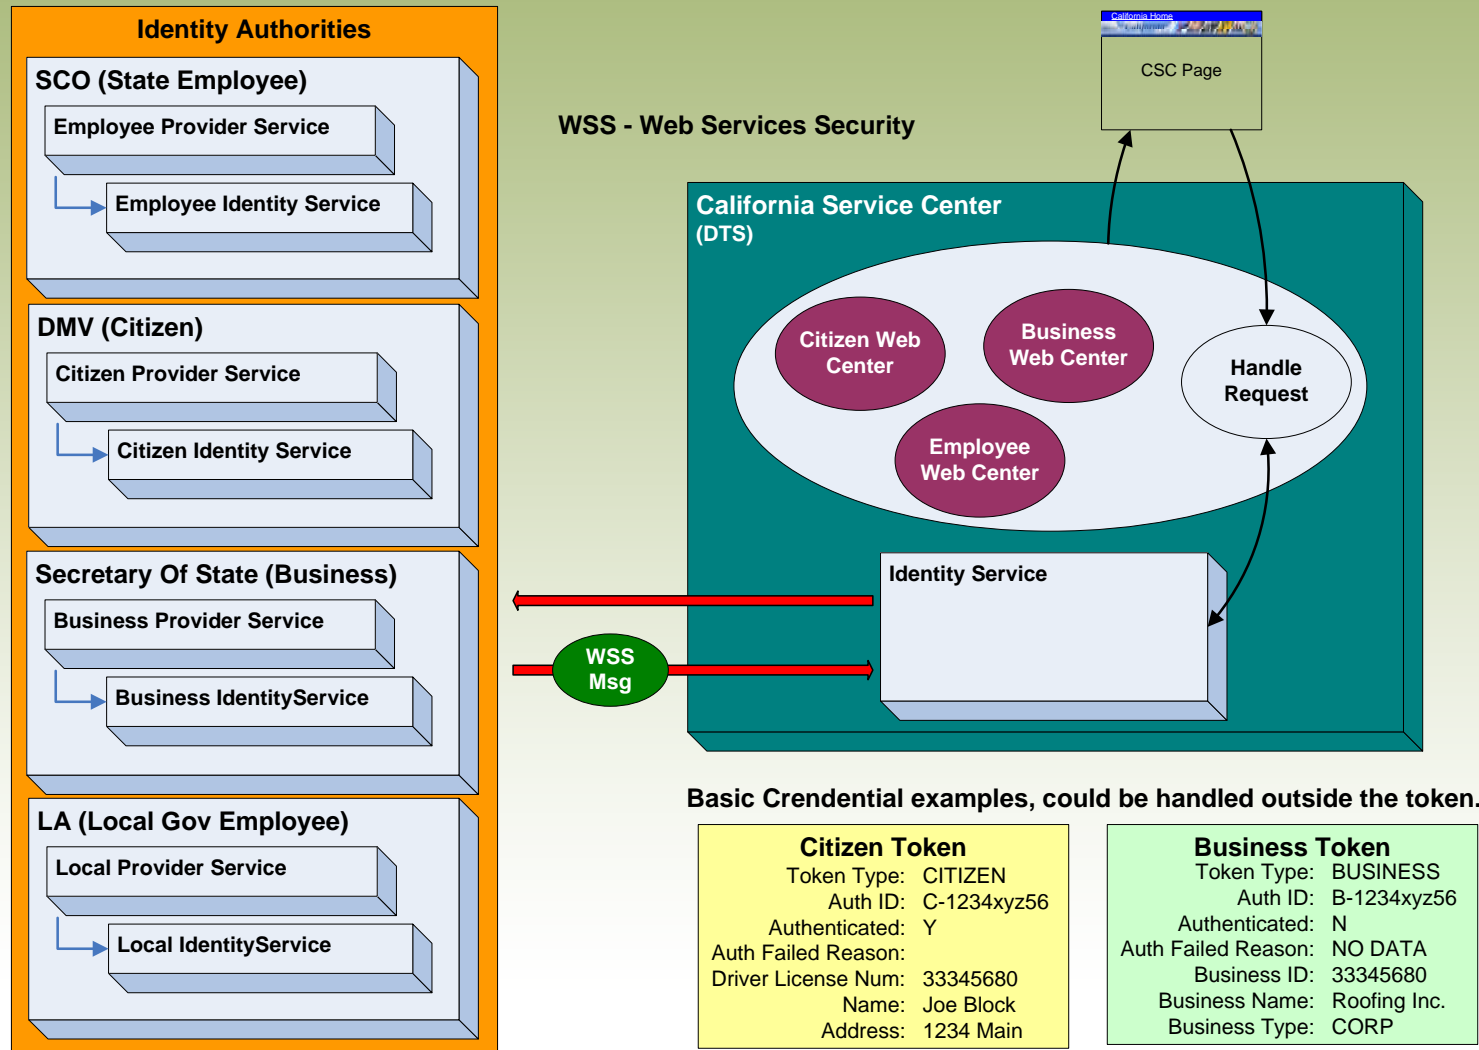 Identity Authorities
SCO (State Employee)
Employee Provider Service
Employee Identity Service
DMV (Citizen)
Citizen Provider Service
Citizen Identity Service
Secretary Of State (Business)
Business Provider Service
Business IdentityService
LA (Local Gov Employee)
Local Provider Service
Local IdentityService
WSS - Web Services Security
California Home
California
CSC Page
California Service Center
(DTS)
Citizen Web
Center
Business
Web Center
Employee
Web Center
Handle
Request
Identity Service
WSS
Msg
Basic Crendential examples, could be handled outside the token.
Citizen Token
Token Type: CITIZEN
Auth ID: C-1234xyz56
Authenticated: Y
Auth Failed Reason:
Driver License Num: 33345680
Name: Joe Block
Address: 1234 Main
Business Token
Token Type: BUSINESS
Auth ID: B-1234xyz56
Authenticated: N
Auth Failed Reason: NO DATA
Business ID: 33345680
Business Name: Roofing Inc.
Business Type: CORP